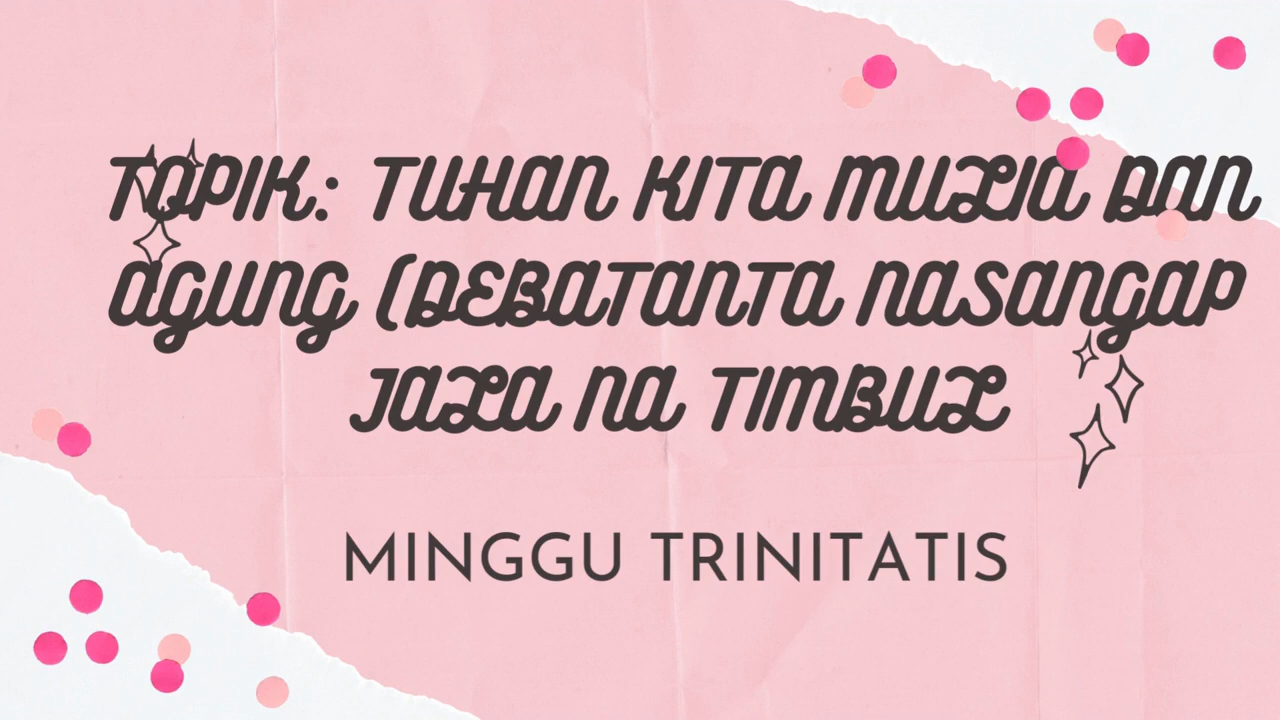 TOPIK: TUHAN KITA MULIA DAN
AGUNG (DEBATANTA NASANGAP
JALA NA TIMBUL
MINGGU TRINITATIS